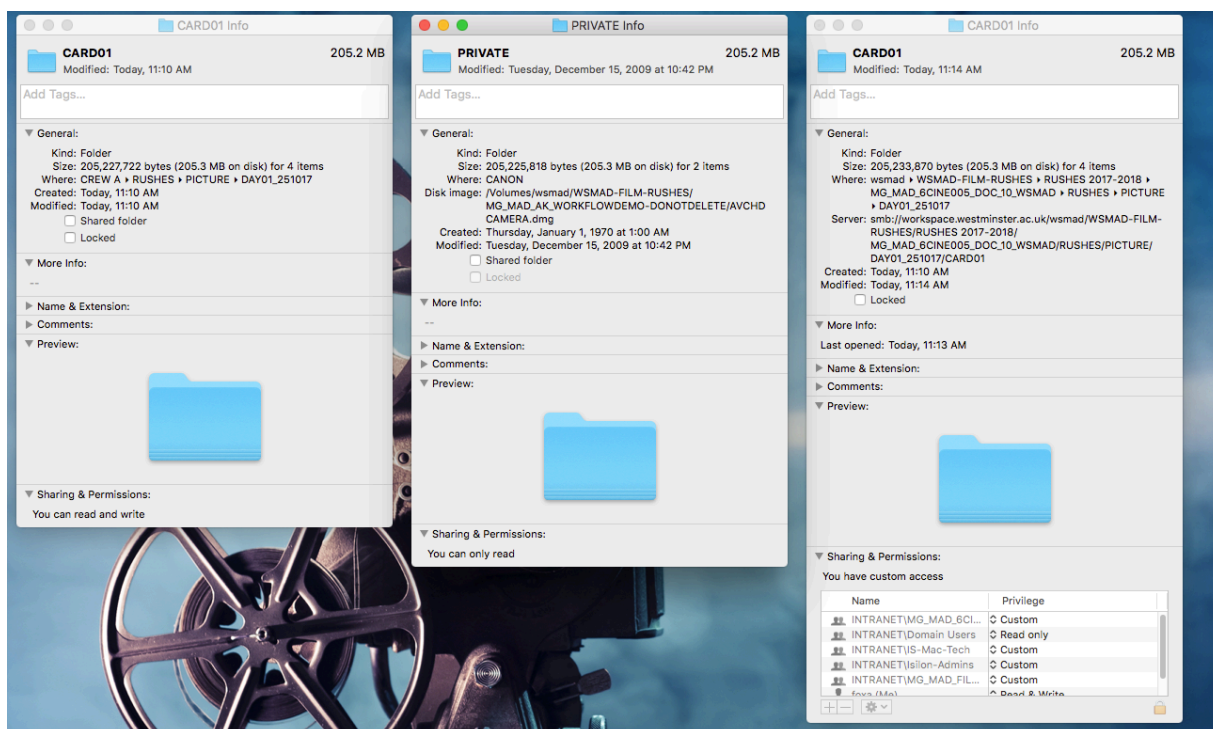 CARD01 Info
CARD01
205.2 MB
Modified: Today, 11:10 AM
Add Tags...
General:
Kind: Folder
Size: 205,227,722 bytes (205.3 MB on disk) for 4 items
Where: CREW A ▸ RUSHES ▸ PICTURE ▸ DAY01_251017
Created: Today, 11:10 AM
Modified: Today, 11:10 AM
Shared folder
Locked
More Info:
--
Name & Extension:
Comments:
Preview:
Sharing & Permissions:
You can read and write
PRIVATE Info
PRIVATE
205.2 MB
Modified: Tuesday, December 15, 2009 at 10:42 PM
Add Tags...
General:
Kind: Folder
Size: 205,225,818 bytes (205.3 MB on disk) for 2 items
Where: CANON
Disk image: /Volumes/wsmad/WSMAD-FILM-RUSHES/
MG_MAD_AK_WORKFLOWDEMO-DONOTDELETE/AVCHD
CAMERA.dmg
Created: Thursday, January 1, 1970 at 1:00 AM
Modified: Tuesday, December 15, 2009 at 10:42 PM
Shared folder
Locked
More Info:
--
Name & Extension:
Comments:
Preview:
Sharing & Permissions:
You can only read
CARD01 Info
CARD01
205.2 MB
Modified: Today, 11:14 AM
Add Tags...
General:
Kind: Folder
Size: 205,233,870 bytes (205.3 MB on disk) for 4 items
Where: wsmad ▸ WSMAD-FILM-RUSHES ▸ RUSHES 2017-2018 ▸
MG_MAD_6CINE005_DOC_10_WSMAD ▸ RUSHES ▸ PICTURE
▸ DAY01_251017
Server: smb://workspace.westminster.ac.uk/wsmad/WSMAD-FILM-
RUSHES/RUSHES 2017-2018/
MG_MAD_6CINE005_DOC_10_WSMAD/RUSHES/PICTURE/
DAY01_251017/CARD01
Created: Today, 11:10 AM
Modified: Today, 11:14 AM
Locked
More Info:
Last opened: Today, 11:13 AM
Name & Extension:
Comments:
Preview:
Sharing & Permissions:
You have custom access
Name Privilege
INTRANET\MG_MAD_6CI... Custom
INTRANET\Domain Users Read only
INTRANET\IS-Mac-Tech Custom
INTRANET\Isilon-Admins Custom
INTRANET\MG_MAD_FIL... Custom
foxa (Me) Read & Write